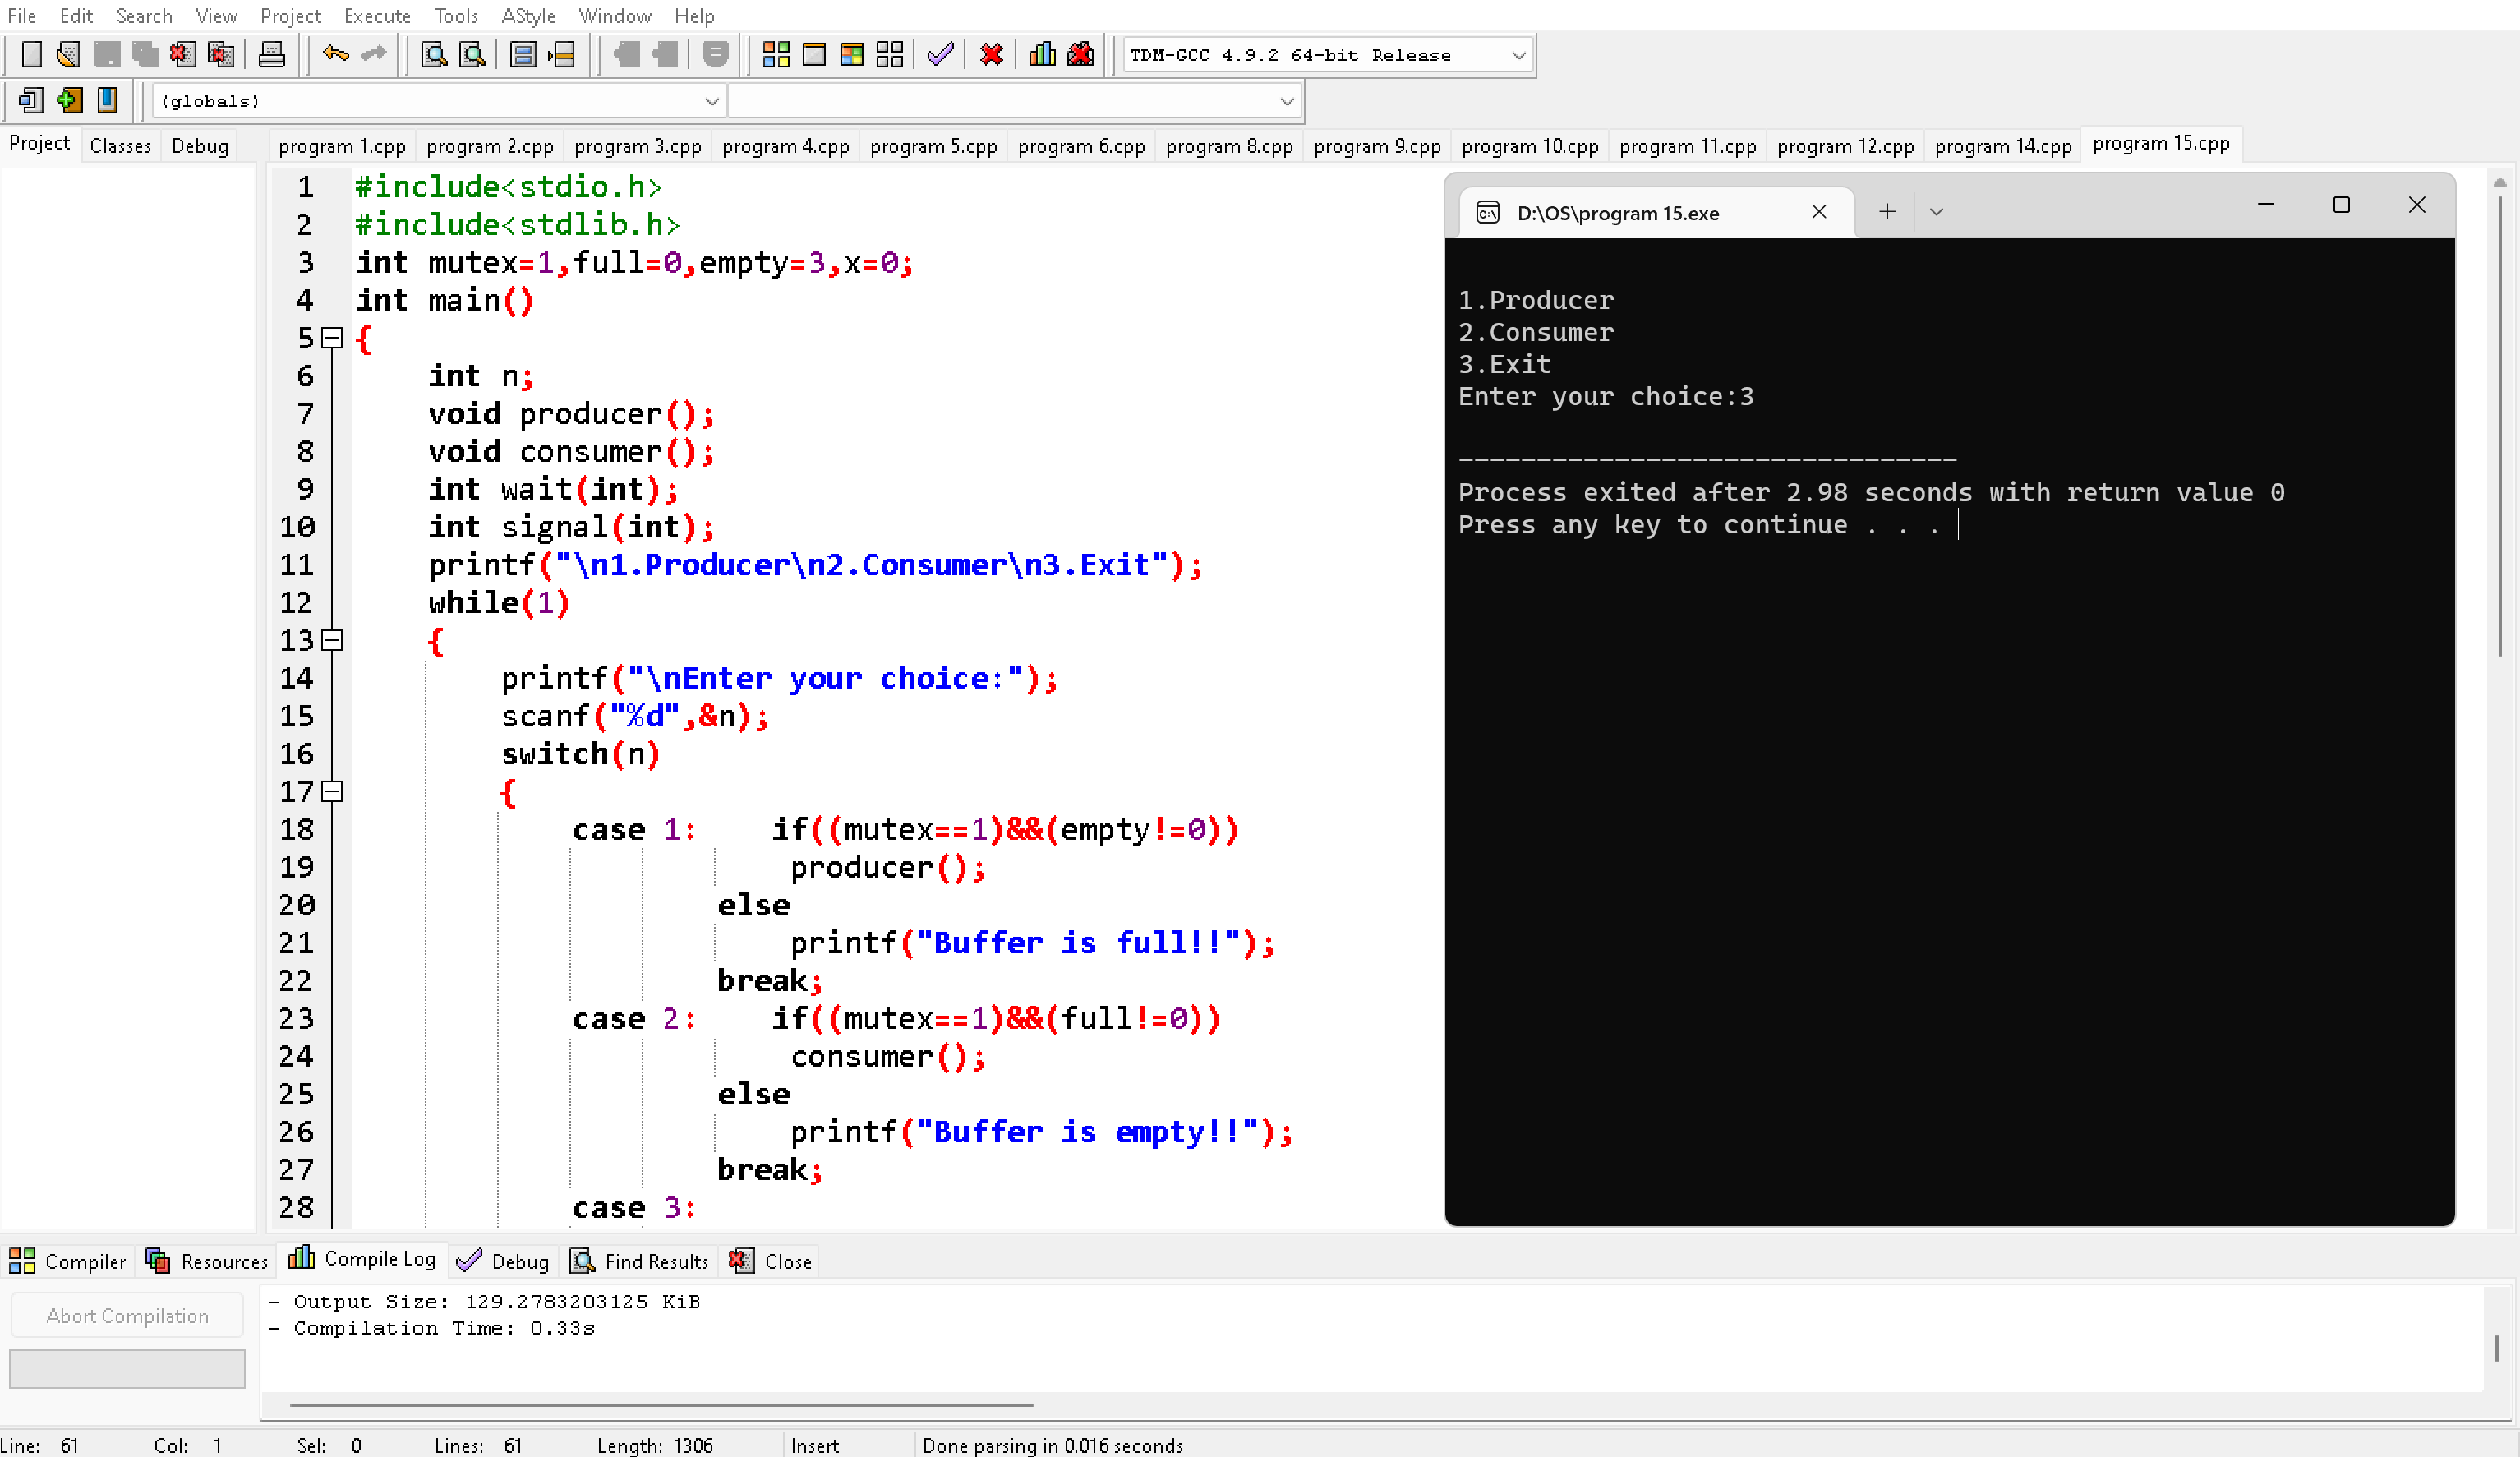 File Edit Search View Project Execute Tools AStyle Window Help
TDM-GCC 4.9.2 64-bit Release
(globals)
Project Classes Debug
program 1.cpp program 2.cpp program 3.cpp program 4.cpp program 5.cpp program 6.cpp program 8.cpp program 9.cpp program 10.cpp program 11.cpp program 12.cpp program 14.cpp program 15.cpp
1 #include<stdio.h>
2 #include<stdlib.h>
3 int mutex=1,full=0,empty=3,x=0;
4 int main()
5 {
6 int n;
7 void producer();
8 void consumer();
9 int wait(int);
10 int signal(int);
11 printf("\n1.Producer\n2.Consumer\n3.Exit");
12 while(1)
13 {
14 printf("\nEnter your choice:");
15 scanf("%d",&n);
16 switch(n)
17 {
18 case 1: if((mutex==1)&&(empty!=0))
19 producer();
20 else
21 printf("Buffer is full!!");
22 break;
23 case 2: if((mutex==1)&&(full!=0))
24 consumer();
25 else
26 printf("Buffer is empty!!");
27 break;
28 case 3:
D:\OS\program 15.exe
1.Producer
2.Consumer
3.Exit
Enter your choice:3
--------------------------------
Process exited after 2.98 seconds with return value 0
Press any key to continue . . .
Compiler Resources Compile Log Debug Find Results Close
Abort Compilation
- Output Size: 129.2783203125 KiB
- Compilation Time: 0.33s
Line: 61 Col: 1 Sel: 0 Lines: 61 Length: 1306 Insert Done parsing in 0.016 seconds